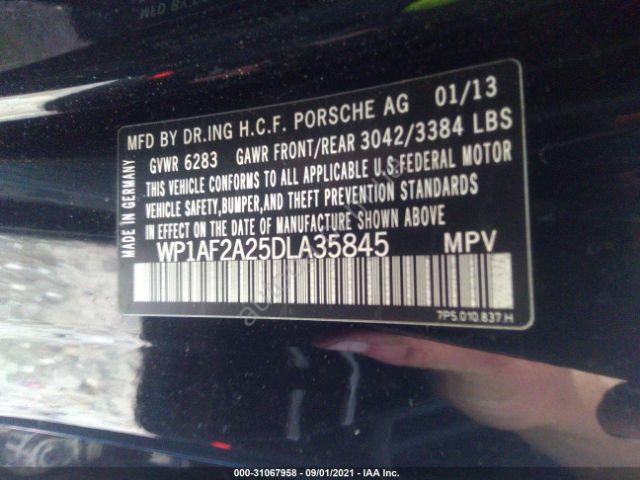 MFD BY DR.ING H.C.F. PORSCHE AG 01/13
GVWR 6283 GAWR FRONT/REAR 3042/3384 LBS
THIS VEHICLE CONFORMS TO ALL APPLICABLE U.S.FEDERAL MOTOR
VEHICLE SAFETY,BUMPER,AND THEFT PREVENTION STANDARDS
IN EFFECT ON THE DATE OF MANUFACTURE SHOWN ABOVE
WP1AF2A25DLA35845 MPV
MADE IN GERMANY
7P5.010.837.H
000-31067958 - 09/01/2021 - IAA Inc.